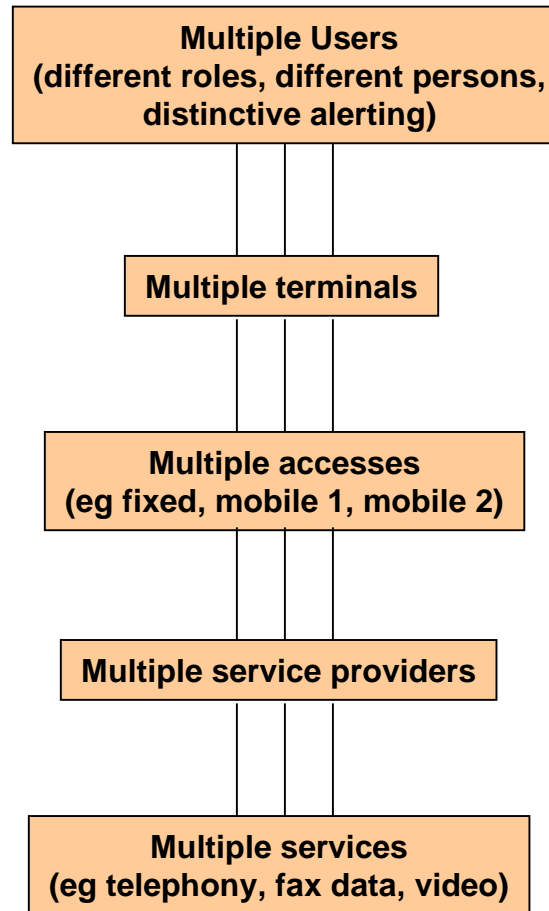 Multiple Users
(different roles, different persons,
distinctive alerting)
Multiple terminals
Multiple accesses
(eg fixed, mobile 1, mobile 2)
Multiple service providers
Multiple services
(eg telephony, fax data, video)